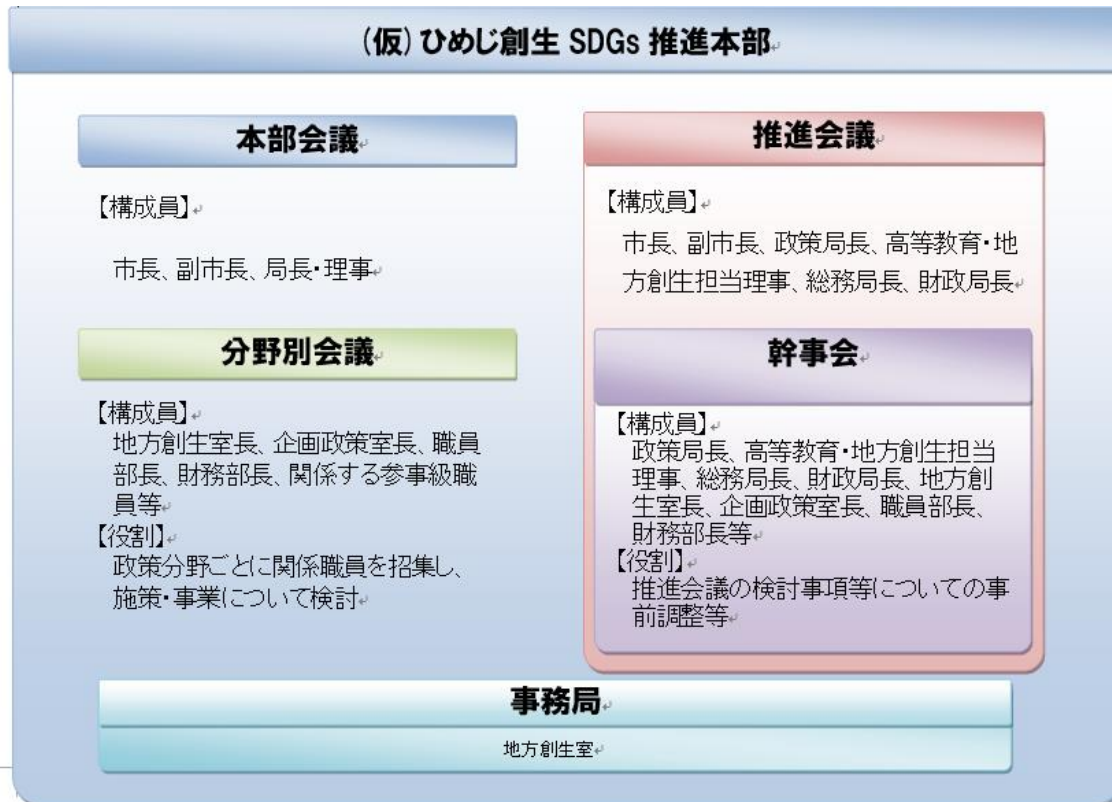 (仮)ひめじ創生 SDGs 推進本部
本部会議
【構成員】
市長、副市長、局長・理事
分野別会議
【構成員】
地方創生室長、企画政策室長、職員
部長、財務部長、関係する参事級職
員等
【役割】
政策分野ごとに関係職員を招集し、
施策・事業について検討
推進会議
【構成員】
市長、副市長、政策局長、高等教育・地
方創生担当理事、総務局長、財政局長
幹事会
【構成員】
政策局長、高等教育・地方創生担当
理事、総務局長、財政局長、地方創
生室長、企画政策室長、職員部長、
財務部長等
【役割】
推進会議の検討事項等についての事
前調整等
事務局
地方創生室